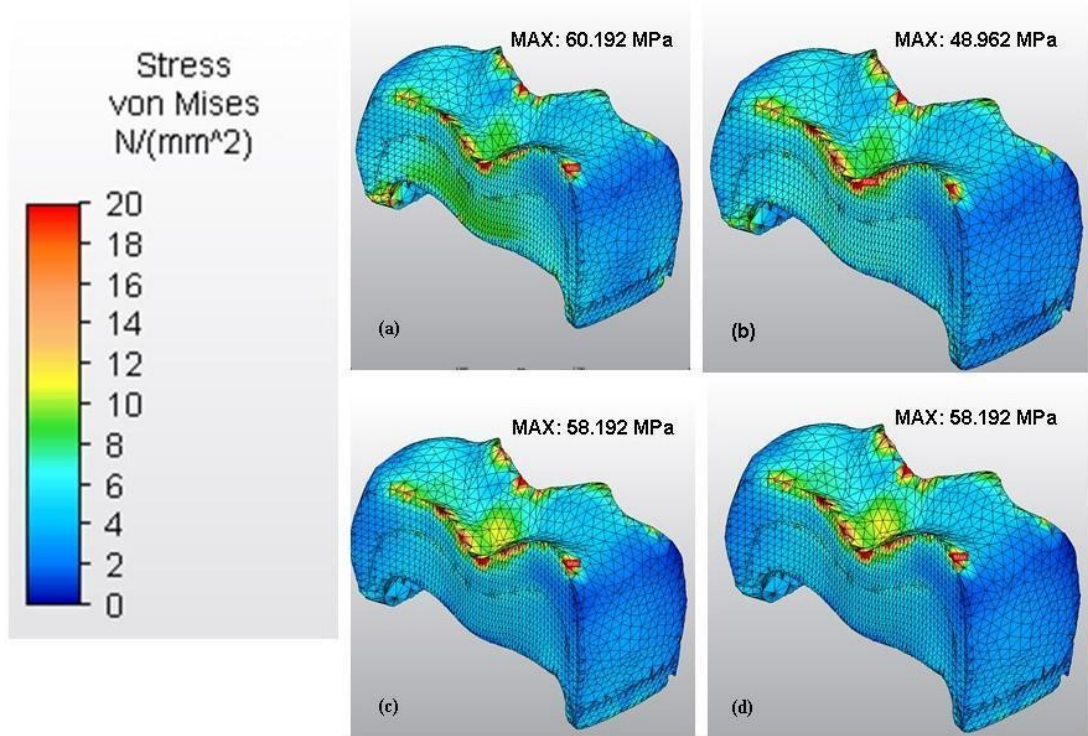 Stress
von Mises
N/(mm^2)
20
18
16
14
12
10
8
6
4
2
0
MAX: 60.192 MPa
(a)
MAX: 48.962 MPa
(b)
MAX: 58.192 MPa
(c)
MAX: 58.192 MPa
(d)